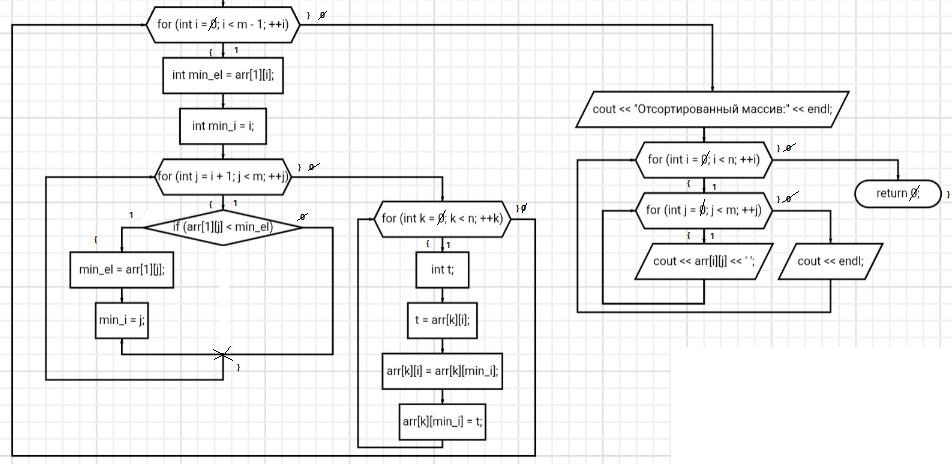 for (int i = 0; i < m - 1; ++i)
} 0
{ 1
int min_el = arr[1][i];
int min_i = i;
for (int j = i + 1; j < m; ++j)
} 0
{ 1
1
if (arr[1][j] < min_el)
0
{
min_el = arr[1][j];
min_i = j;
}
for (int k = 0; k < n; ++k)
} 0
{ 1
int t;
t = arr[k][i];
arr[k][i] = arr[k][min_i];
arr[k][min_i] = t;
cout << "Отсортированный массив:" << endl;
for (int i = 0; i < n; ++i)
} 0
{ 1
for (int j = 0; j < m; ++j)
} 0
{ 1
cout << arr[i][j] << ' ';
cout << endl;
return 0;
}